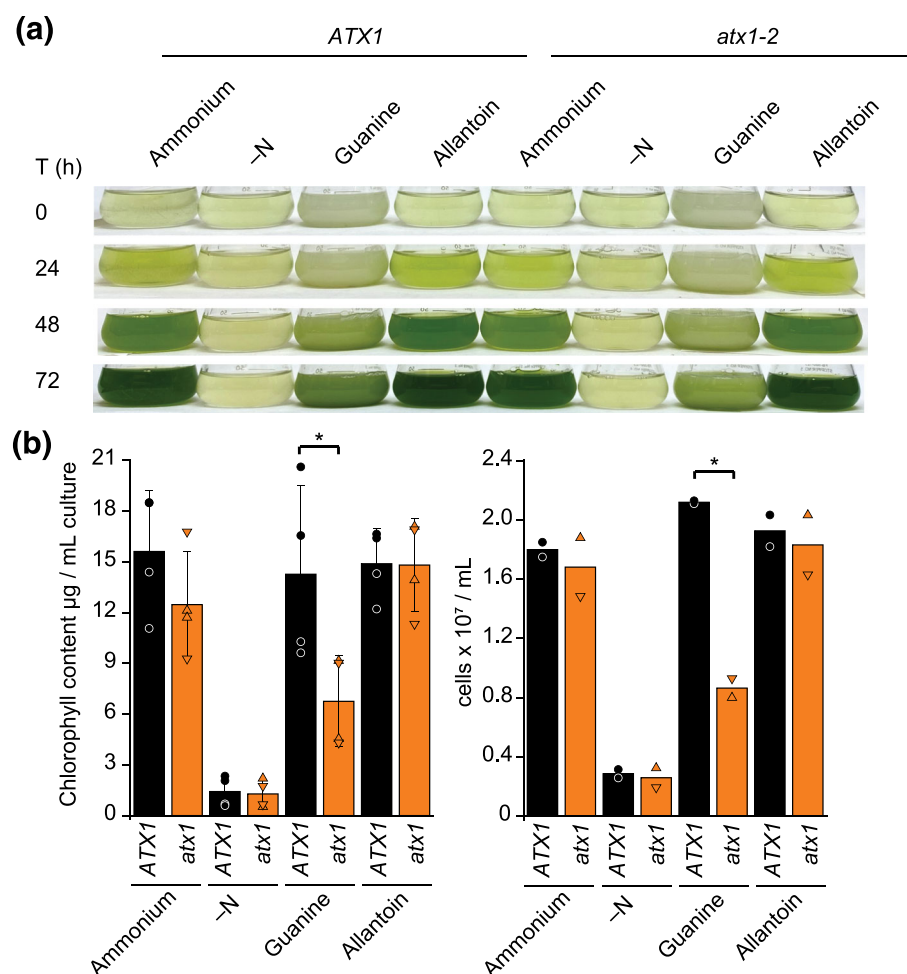 (a)
ATX1 atx1-2
Ammonium –N Guanine Allantoin Ammonium –N Guanine Allantoin
T (h)
0
24
48
72
(b)
Chlorophyll content µg / mL culture
21
18
15
12
9
6
3
0
*
ATX1 atx1 ATX1 atx1 ATX1 atx1 ATX1 atx1
Ammonium –N Guanine Allantoin
cells x 10⁷ / mL
2.4
2.0
1.6
1.2
0.8
0.4
0
*
ATX1 atx1 ATX1 atx1 ATX1 atx1 ATX1 atx1
Ammonium –N Guanine Allantoin